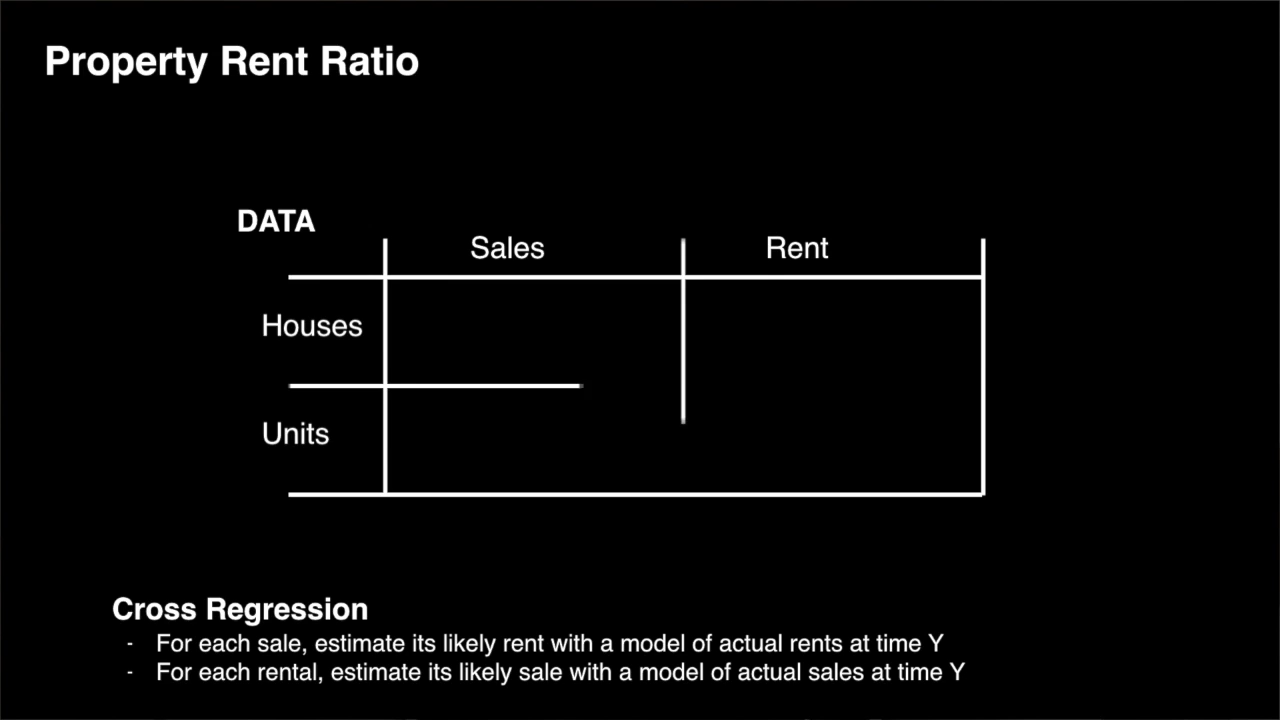 Property Rent Ratio
DATA
Sales Rent
Houses
Units
Cross Regression
- For each sale, estimate its likely rent with a model of actual rents at time Y
- For each rental, estimate its likely sale with a model of actual sales at time Y